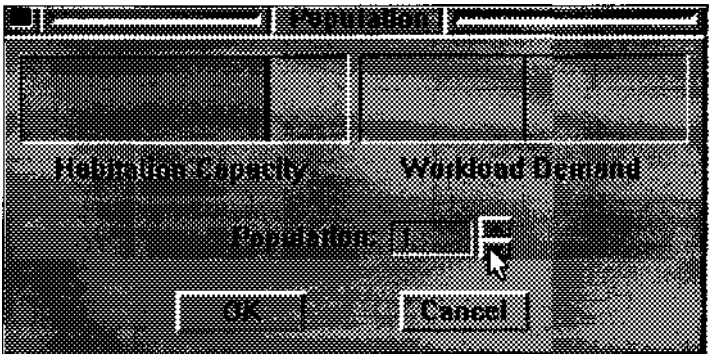 Population
Habitation Capacity
Workload Demand
Population:
OK
Cancel